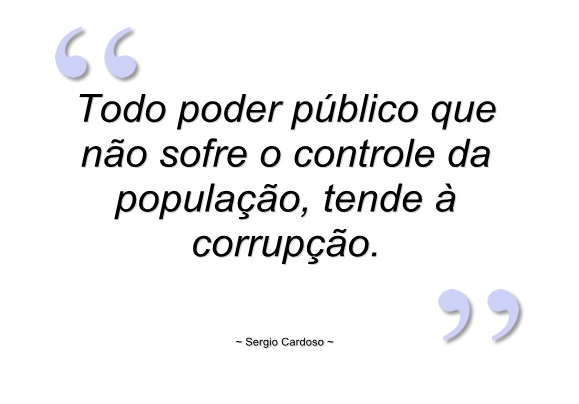 Todo poder público que
não sofre o controle da
população, tende à
corrupção.
~ Sergio Cardoso ~